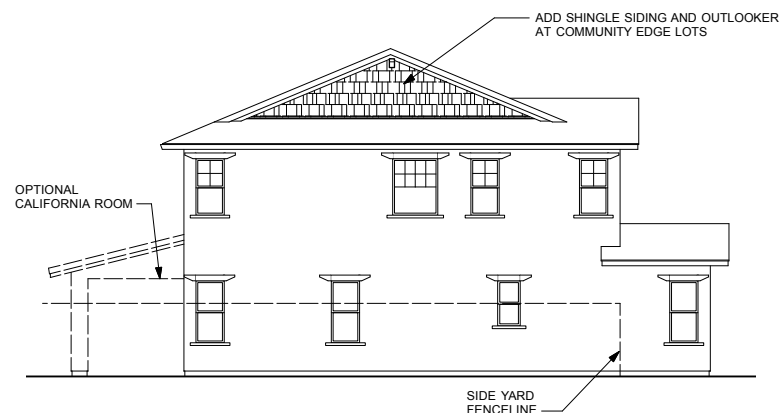 ADD SHINGLE SIDING AND OUTLOOKER
AT COMMUNITY EDGE LOTS
OPTIONAL
CALIFORNIA ROOM
SIDE YARD
FENCELINE